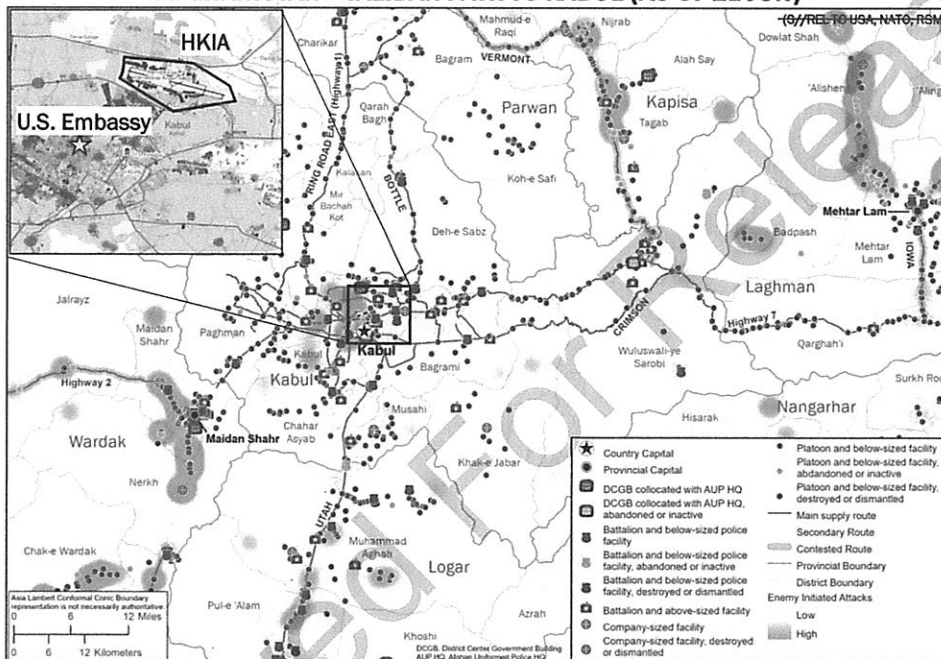 (S//REL TO USA, NATO, RSM
HKIA
U.S. Embassy
Kabul
Charikar
Mahmud-e
Raqi
Bagram
VERMONT
Nijrab
Dowlat Shah
Alah Say
'Alishen
'Aling
Parwan
Kapisa
Tagab
RING ROAD EAST (Highway 1)
Qarah
Bagh
Kalakan
Mir
Bachah
Kot
BOTTLE
Koh-e Safi
Deh-e Sabz
Mehtar Lam
Badpash
Mehtar
Lam
IOWA
Laghman
Jalrayz
Maidan
Shahr
Paghman
Kabul
Kabul
Kabul
Bagrami
CRIMSON
Highway 7
Qarghah'i
Wuluswali-ye
Sarobi
Surkh Ro
Highway 2
Wardak
Maidan Shahr
Chahar
Asyab
Musahi
Hisarak
Nangarhar
Nerkh
Khak-e Jabar
UTAH
Chak-e Wardak
Muhammad
Aghah
Logar
Pul-e 'Alam
Azrah
Khoshi
Asia Lambert Conformal Conic Boundary
representation is not necessarily authoritative.
0 6 12 Miles
0 6 12 Kilometers
DCGB, District Center Government Building
AUP HQ, Afghan Uniformed Police HQ
Country Capital
Provincial Capital
DCGB collocated with AUP HQ
DCGB collocated with AUP HQ,
abandoned or inactive
Battalion and below-sized police
facility
Battalion and below-sized police
facility, abandoned or inactive
Battalion and below-sized police
facility, destroyed or dismantled
Battalion and above-sized facility
Company-sized facility
Company-sized facility, destroyed
or dismantled
Platoon and below-sized facility
Platoon and below-sized facility,
abandoned or inactive
Platoon and below-sized facility,
destroyed or dismantled
Main supply route
Secondary Route
Contested Route
Provincial Boundary
District Boundary
Enemy Initiated Attacks
Low
High
ed For Relea